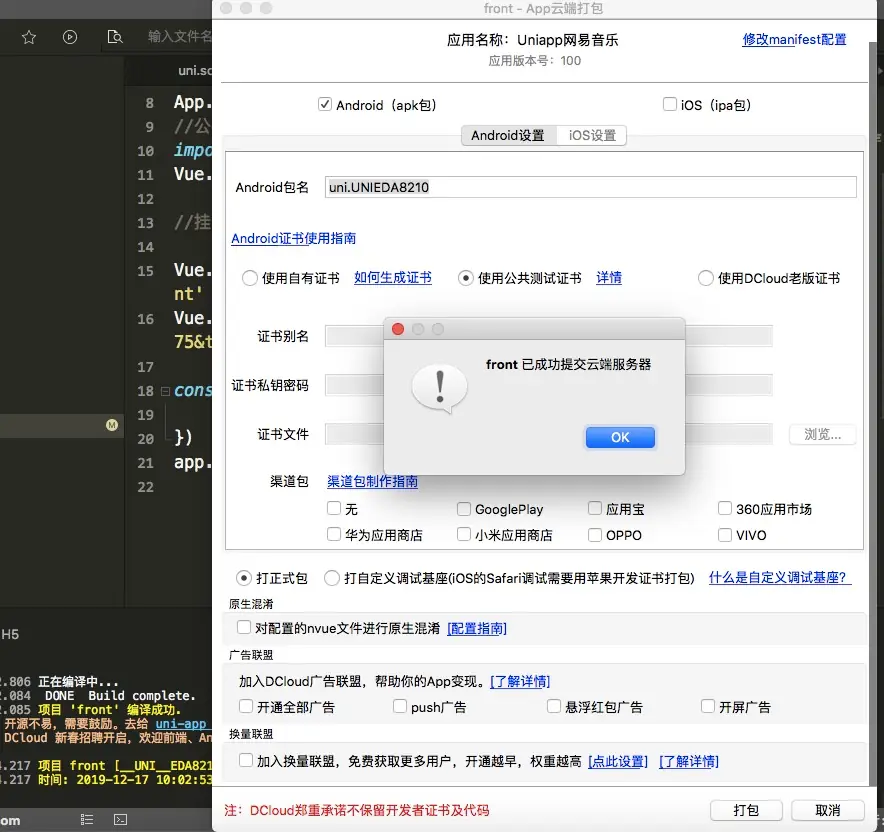 front - App云端打包
输入文件名
应用名称：Uniapp网易音乐
修改manifest配置
应用版本号：100
uni.sc
Android（apk包）
iOS（ipa包）
Android设置
iOS设置
8 App.
9 //公
10 impo
11 Vue.
12
13 //挂
14
15 Vue.
nt'
16 Vue.
75&t
17
18 cons
19
20 })
21 app.
22
Android包名 uni.UNIEDA8210
Android证书使用指南
使用自有证书 如何生成证书 使用公共测试证书 详情 使用DCloud老版证书
证书别名
证书私钥密码
证书文件 浏览...
front 已成功提交云端服务器
OK
渠道包 渠道包制作指南
无 GooglePlay 应用宝 360应用市场
华为应用商店 小米应用商店 OPPO VIVO
M
打正式包 打自定义调试基座(iOS的Safari调试需要用苹果开发证书打包) 什么是自定义调试基座？
原生混淆
对配置的nvue文件进行原生混淆 [配置指南]
广告联盟
加入DCloud广告联盟，帮助你的App变现。[了解详情]
开通全部广告 push广告 悬浮红包广告 开屏广告
换量联盟
加入换量联盟，免费获取更多用户，开通越早，权重越高 [点此设置] [了解详情]
注：DCloud郑重承诺不保留开发者证书及代码
打包 取消
H5
2.806 正在编译中...
2.084 DONE Build complete.
2.085 项目 'front' 编译成功.
开源不易，需要鼓励。去给 uni-app
DCloud 新春招聘开启，欢迎前端、An
4.217 项目 front [__UNI__EDA821
4.217 时间: 2019-12-17 10:02:53
om